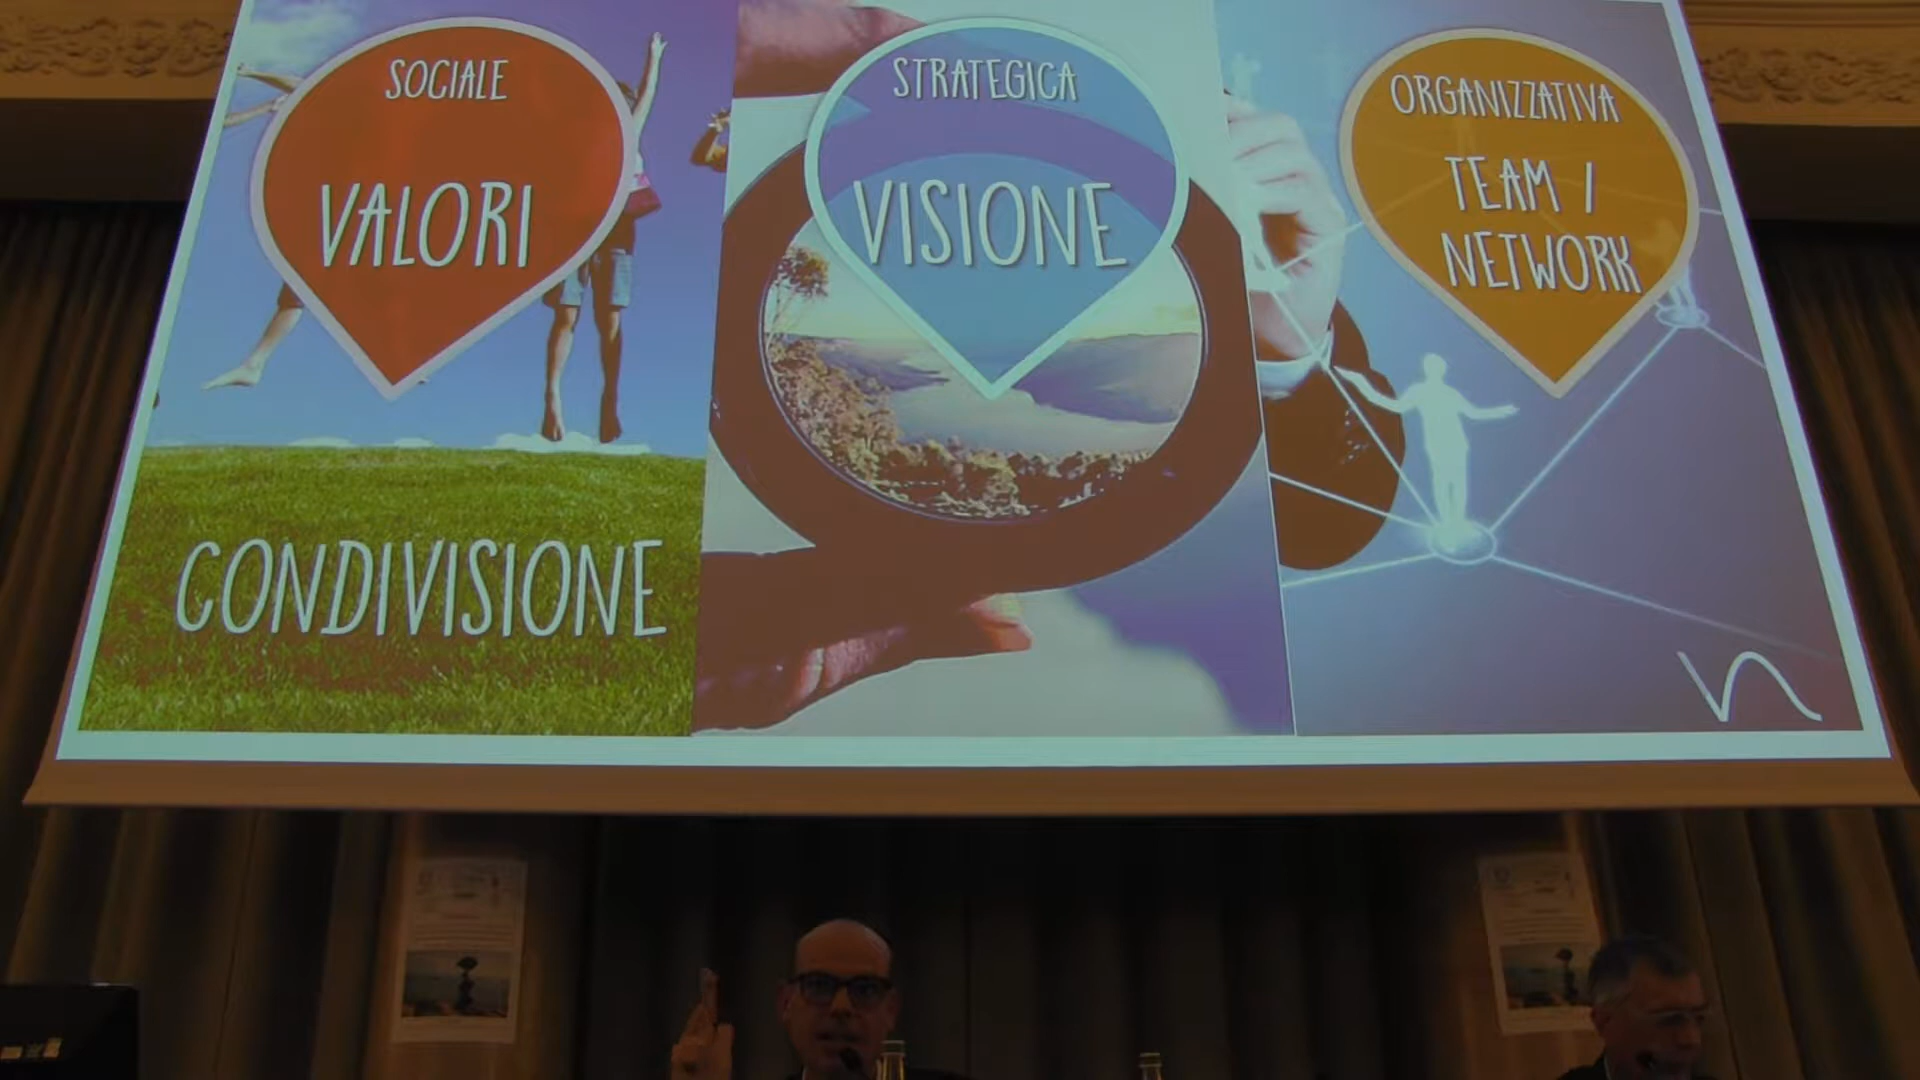 SOCIALE
VALORI
CONDIVISIONE
STRATEGICA
VISIONE
ORGANIZZATIVA
TEAM /
NETWORK